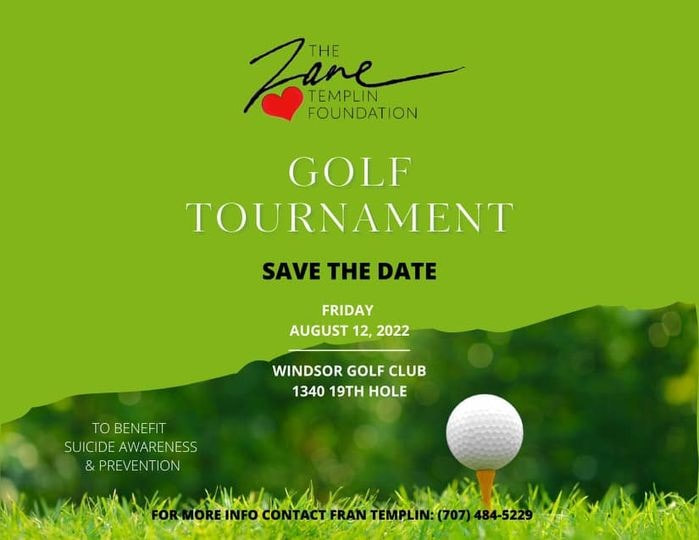 THE
Zane
TEMPLIN
FOUNDATION
GOLF
TOURNAMENT
SAVE THE DATE
FRIDAY
AUGUST 12, 2022
WINDSOR GOLF CLUB
1340 19TH HOLE
TO BENEFIT
SUICIDE AWARENESS
& PREVENTION
FOR MORE INFO CONTACT FRAN TEMPLIN: (707) 484-5229